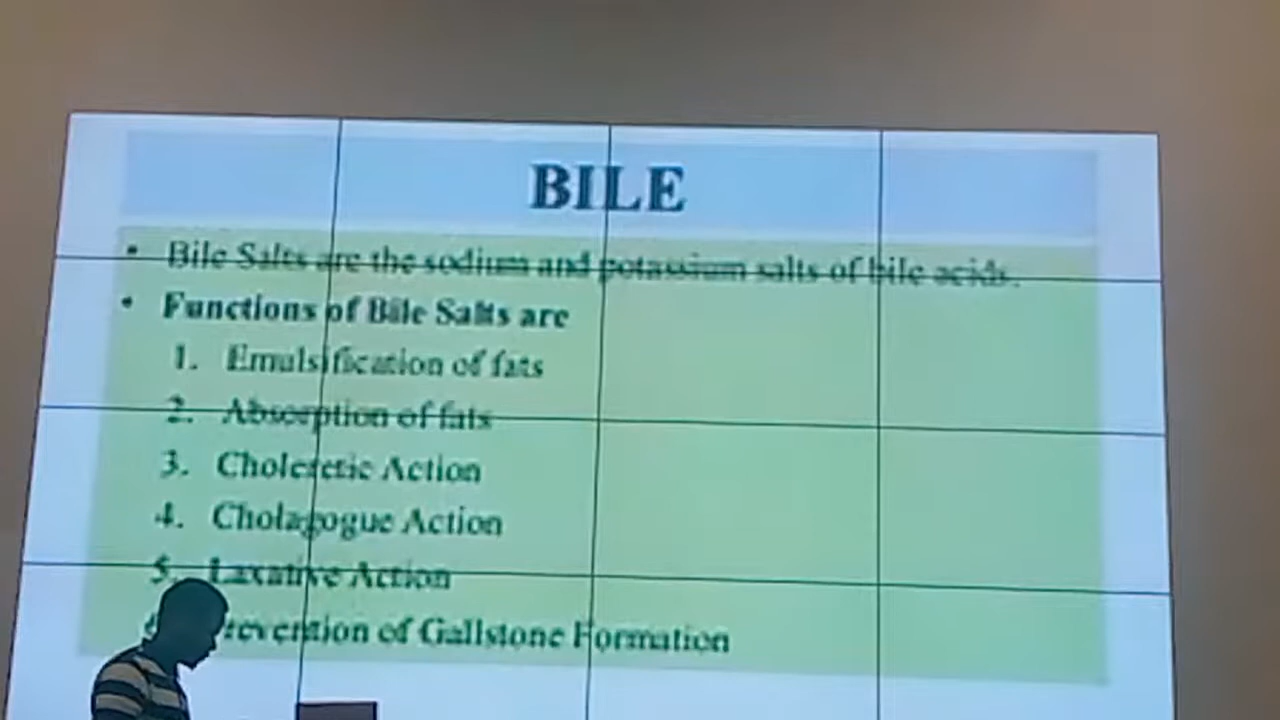 BILE
• Bile Salts are the sodium and potassium salts of bile acids.
• Functions of Bile Salts are
1. Emulsification of fats
2. Absorption of fats
3. Choleretic Action
4. Cholagogue Action
5. Laxative Action
revention of Gallstone Formation